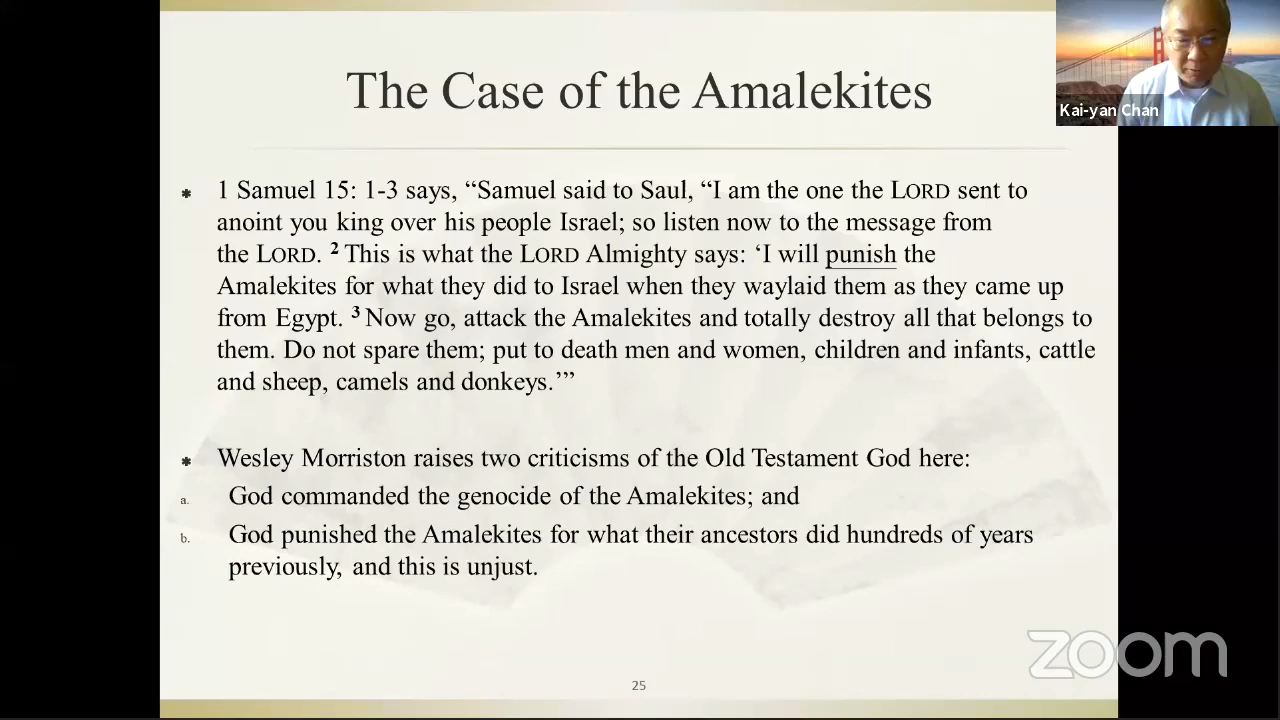 The Case of the Amalekites
Kai-yan Chan
✱ 1 Samuel 15: 1-3 says, “Samuel said to Saul, “I am the one the LORD sent to
anoint you king over his people Israel; so listen now to the message from
the LORD. ² This is what the LORD Almighty says: ‘I will punish the
Amalekites for what they did to Israel when they waylaid them as they came up
from Egypt. ³ Now go, attack the Amalekites and totally destroy all that belongs to
them. Do not spare them; put to death men and women, children and infants, cattle
and sheep, camels and donkeys.’”
✱ Wesley Morriston raises two criticisms of the Old Testament God here:
a. God commanded the genocide of the Amalekites; and
b. God punished the Amalekites for what their ancestors did hundreds of years
previously, and this is unjust.
zoom
25